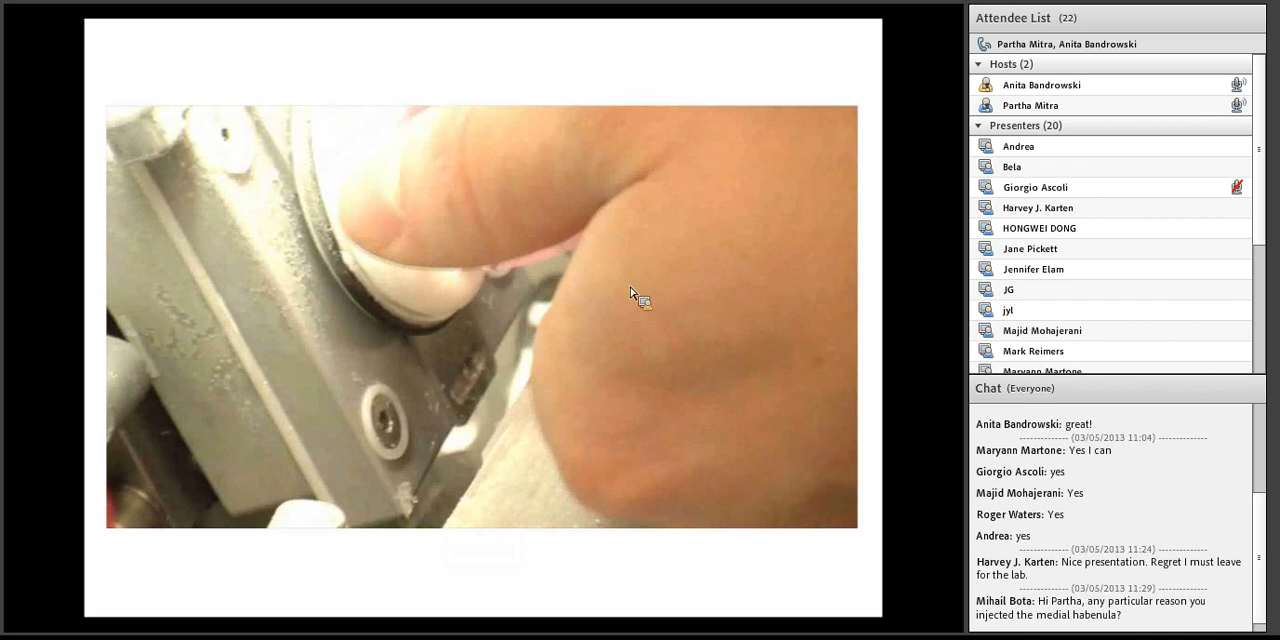 Attendee List (22)
Partha Mitra, Anita Bandrowski
Hosts (2)
Anita Bandrowski
Partha Mitra
Presenters (20)
Andrea
Bela
Giorgio Ascoli
Harvey J. Karten
HONGWEI DONG
Jane Pickett
Jennifer Elam
JG
jyl
Majid Mohajerani
Mark Reimers
Maryann Martone
Chat (Everyone)
Anita Bandrowski: great!
-------------- (03/05/2013 11:04) --------------
Maryann Martone: Yes I can
Giorgio Ascoli: yes
Majid Mohajerani: Yes
Roger Waters: Yes
Andrea: yes
-------------- (03/05/2013 11:24) --------------
Harvey J. Karten: Nice presentation. Regret I must leave
for the lab.
-------------- (03/05/2013 11:29) --------------
Mihail Bota: Hi Partha, any particular reason you
injected the medial habenula?